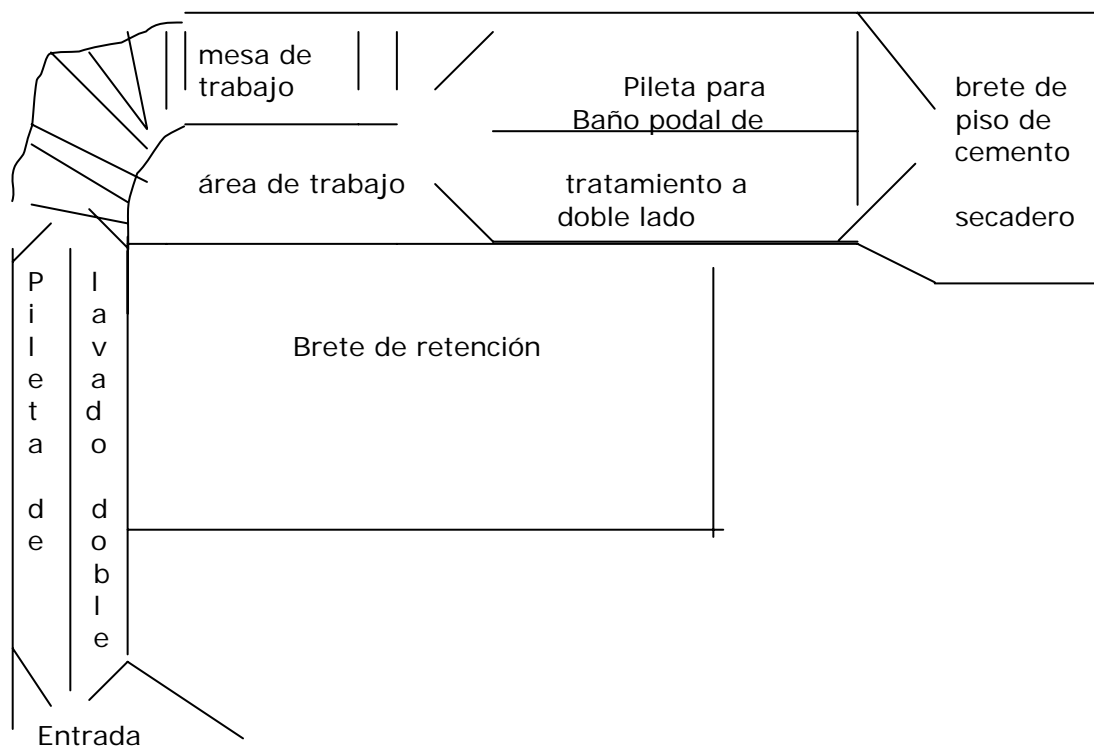 mesa de
trabajo
Pileta para
Baño podal de
tratamiento a
doble lado
brete de
piso de
cemento
secadero
área de trabajo
Pileta de
lavado doble
Brete de retención
Entrada